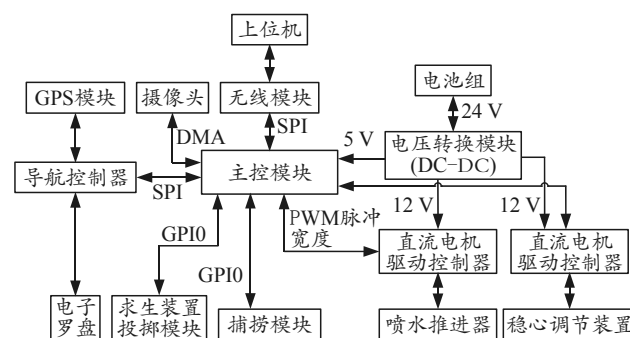 上位机
电池组
GPS模块
摄像头
无线模块
24 V
DMA
SPI
5 V
电压转换模块
(DC-DC)
导航控制器
主控模块
SPI
GPI0
PWM脉冲
宽度
12 V
12 V
GPI0
直流电机
驱动控制器
直流电机
驱动控制器
电子
罗盘
求生装置
投掷模块
捕捞模块
喷水推进器
稳心调节装置